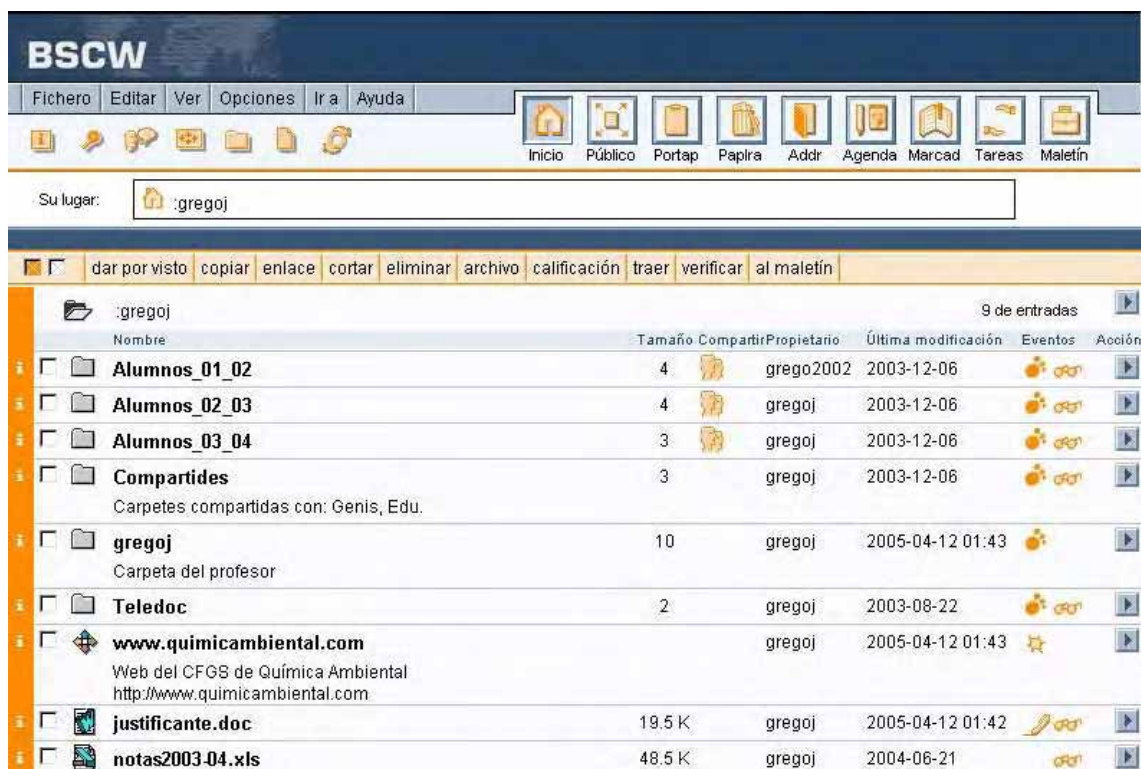 BSCW
Fichero Editar Ver Opciones Ir a Ayuda
Inicio Público Portap Paplra Addr Agenda Marcad Tareas Maletín
Su lugar: :gregoj
dar por visto copiar enlace cortar eliminar archivo calificación traer verificar al maletín
:gregoj 9 de entradas
Nombre Tamaño Compartir Propietario Última modificación Eventos Acción
Alumnos_01_02 4 grego2002 2003-12-06
Alumnos_02_03 4 gregoj 2003-12-06
Alumnos_03_04 3 gregoj 2003-12-06
Compartides 3 gregoj 2003-12-06
Carpetes compartidas con: Genis, Edu.
gregoj 10 gregoj 2005-04-12 01:43
Carpeta del profesor
Teledoc 2 gregoj 2003-08-22
www.quimicambiental.com gregoj 2005-04-12 01:43
Web del CFGS de Química Ambiental
http://www.quimicambiental.com
justificante.doc 19.5 K gregoj 2005-04-12 01:42
notas2003-04.xls 48.5 K gregoj 2004-06-21